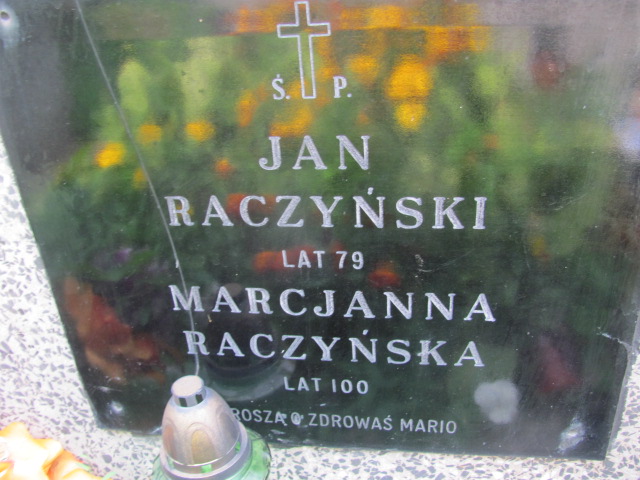 Ś. P.
JAN
RACZYŃSKI
LAT 79
MARCJANNA
RACZYŃSKA
LAT 100
O ZDROWAŚ MARIO